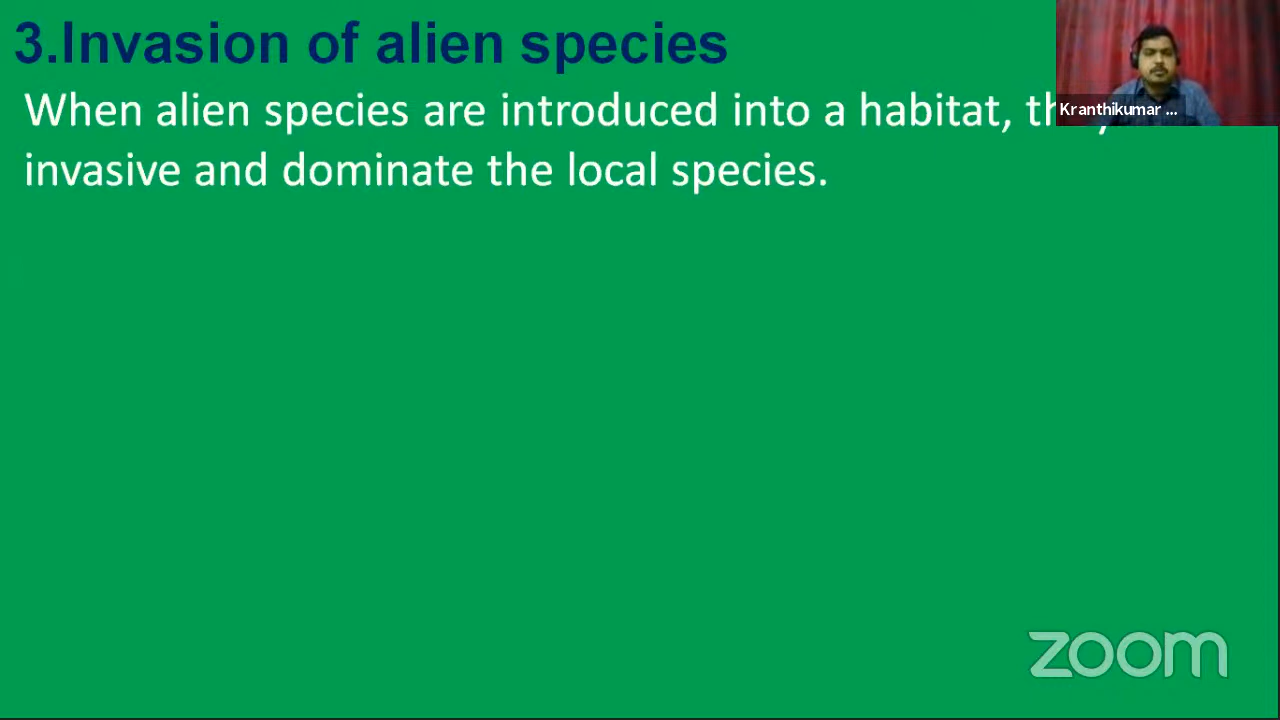 3.Invasion of alien species
When alien species are introduced into a habitat,
invasive and dominate the local species.
Kranthikumar ...
zoom